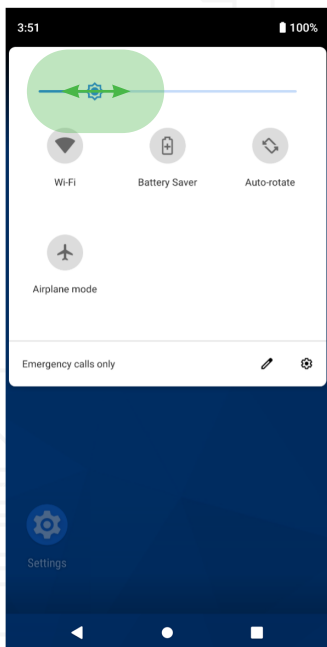 3:51 100%
Wi-Fi Battery Saver Auto-rotate
Airplane mode
Emergency calls only
Settings